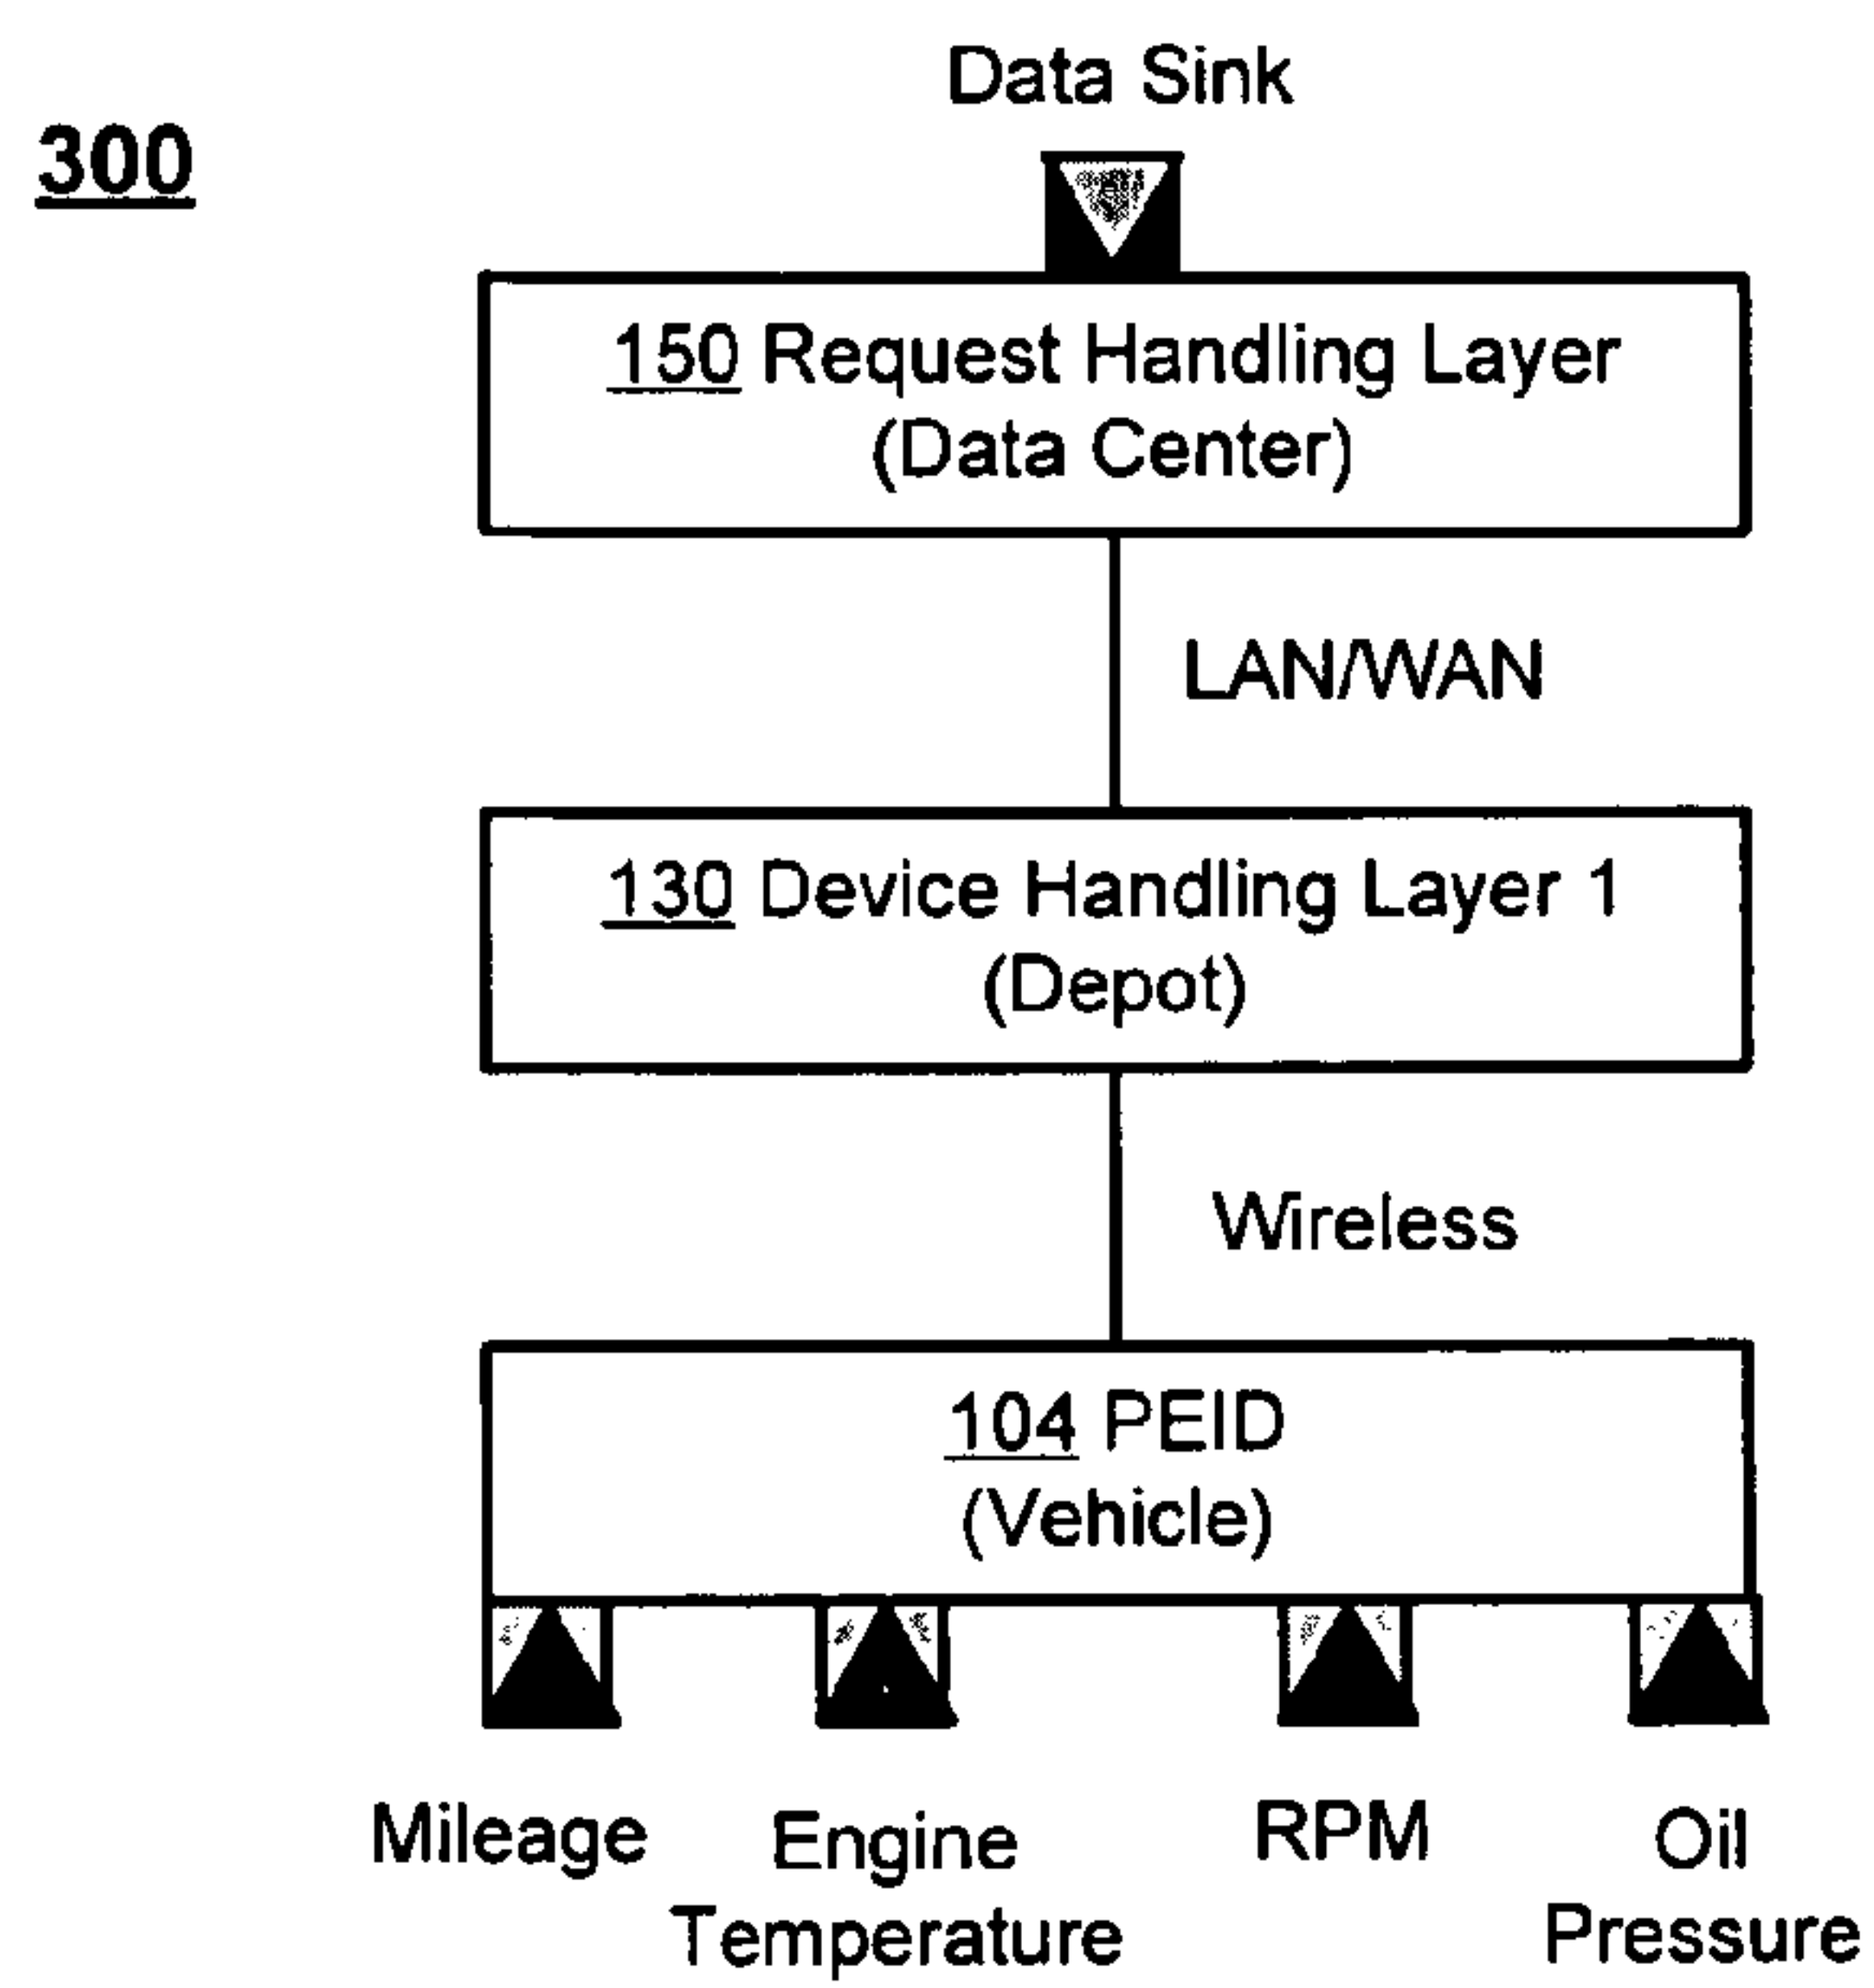 Data Sink
300
150 Request Handling Layer
(Data Center)
LAN/WAN
130 Device Handling Layer 1
(Depot)
Wireless
104 PEID
(Vehicle)
Mileage
Engine
Temperature
RPM
Oil
Pressure